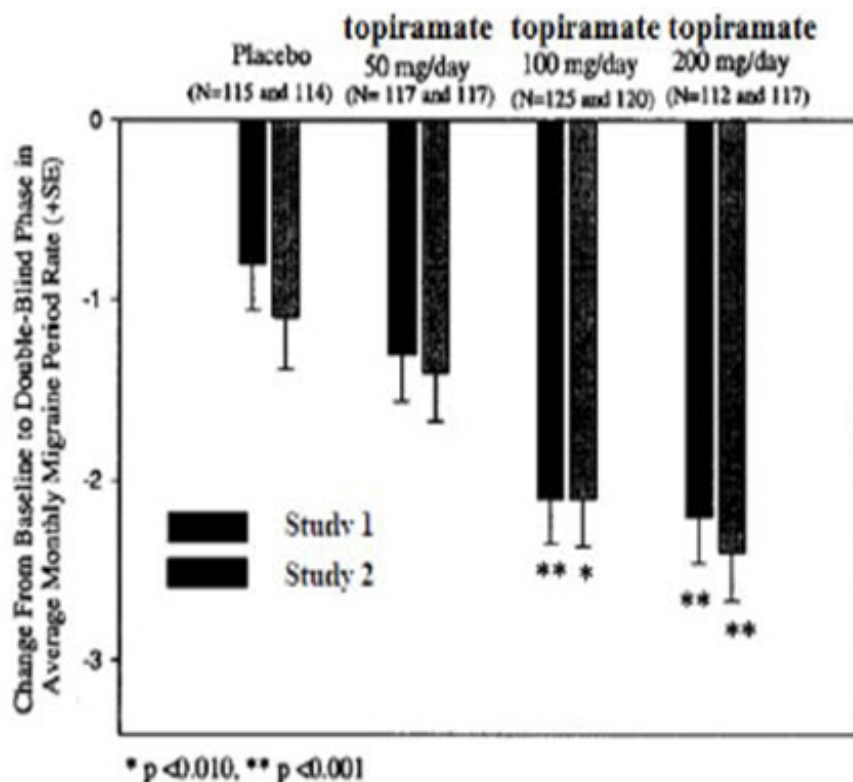 topiramate topiramate topiramate
Placebo 50 mg/day 100 mg/day 200 mg/day
(N=115 and 114) (N= 117 and 117) (N=125 and 120) (N=112 and 117)
Change From Baseline to Double-Blind Phase in
Average Monthly Migraine Period Rate (+SE)
0
-1
-2
-3
Study 1
Study 2
** * ** **
* p <0.010, ** p <0.001